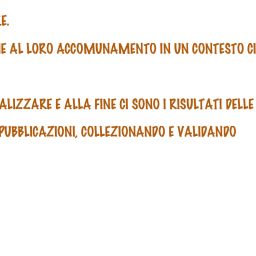 E.
E AL LORO ACCOMUNAMENTO IN UN CONTESTO CI
ALIZZARE E ALLA FINE CI SONO I RISULTATI DELLE
PUBBLICAZIONI, COLLEZIONANDO E VALIDANDO